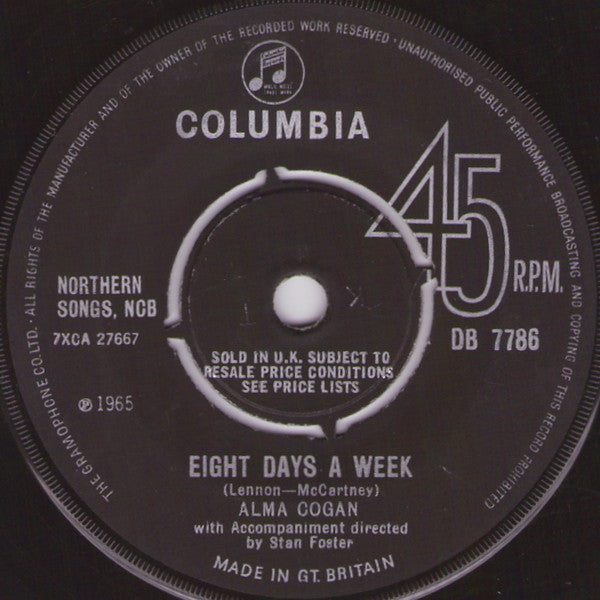 THE GRAMOPHONE CO. LTD. · ALL RIGHTS OF THE MANUFACTURER AND OF THE OWNER OF THE RECORDED WORK RESERVED · UNAUTHORISED PUBLIC PERFORMANCE BROADCASTING AND COPYING OF THIS RECORD PROHIBITED
COLUMBIA
45
R.P.M.
NORTHERN
SONGS, NCB
7XCA 27667
DB 7786
SOLD IN U.K. SUBJECT TO
RESALE PRICE CONDITIONS
SEE PRICE LISTS
℗ 1965
EIGHT DAYS A WEEK
(Lennon—McCartney)
ALMA COGAN
with Accompaniment directed
by Stan Foster
MADE IN GT. BRITAIN